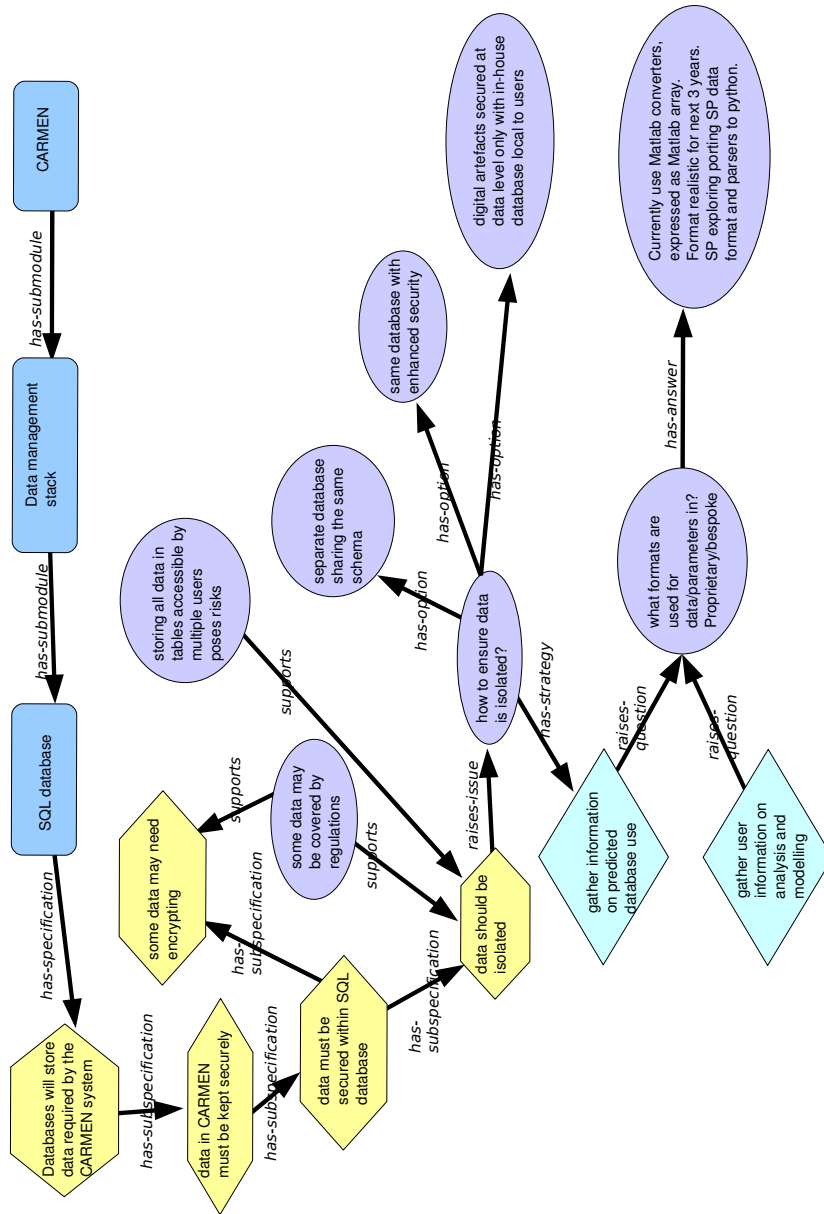 CARMEN
has-submodule
Data management
stack
has-submodule
SQL database
has-specification
Databases will store
data required by the
CARMEN system
has-subspecification
data in CARMEN
must be kept securely
has-subspecification
data must be
secured within SQL
database
has-
subspecification
some data may need
encrypting
has-
subspecification
data should be
isolated
some data may
be covered by
regulations
supports
supports
storing all data in
tables accessible by
multiple users
poses risks
supports
raises-issue
how to ensure data
is isolated?
has-option
separate database
sharing the same
schema
has-option
same database with
enhanced security
has-option
digital artefacts secured at
data level only with in-house
database local to users
has-strategy
gather information
on predicted
database use
raises-
question
gather user
information on
analysis and
modelling
raises-
question
what formats are
used for
data/parameters in?
Proprietary/bespoke
has-answer
Currently use Matlab converters,
expressed as Matlab array.
Format realistic for next 3 years.
SP exploring porting SP data
format and parsers to python.